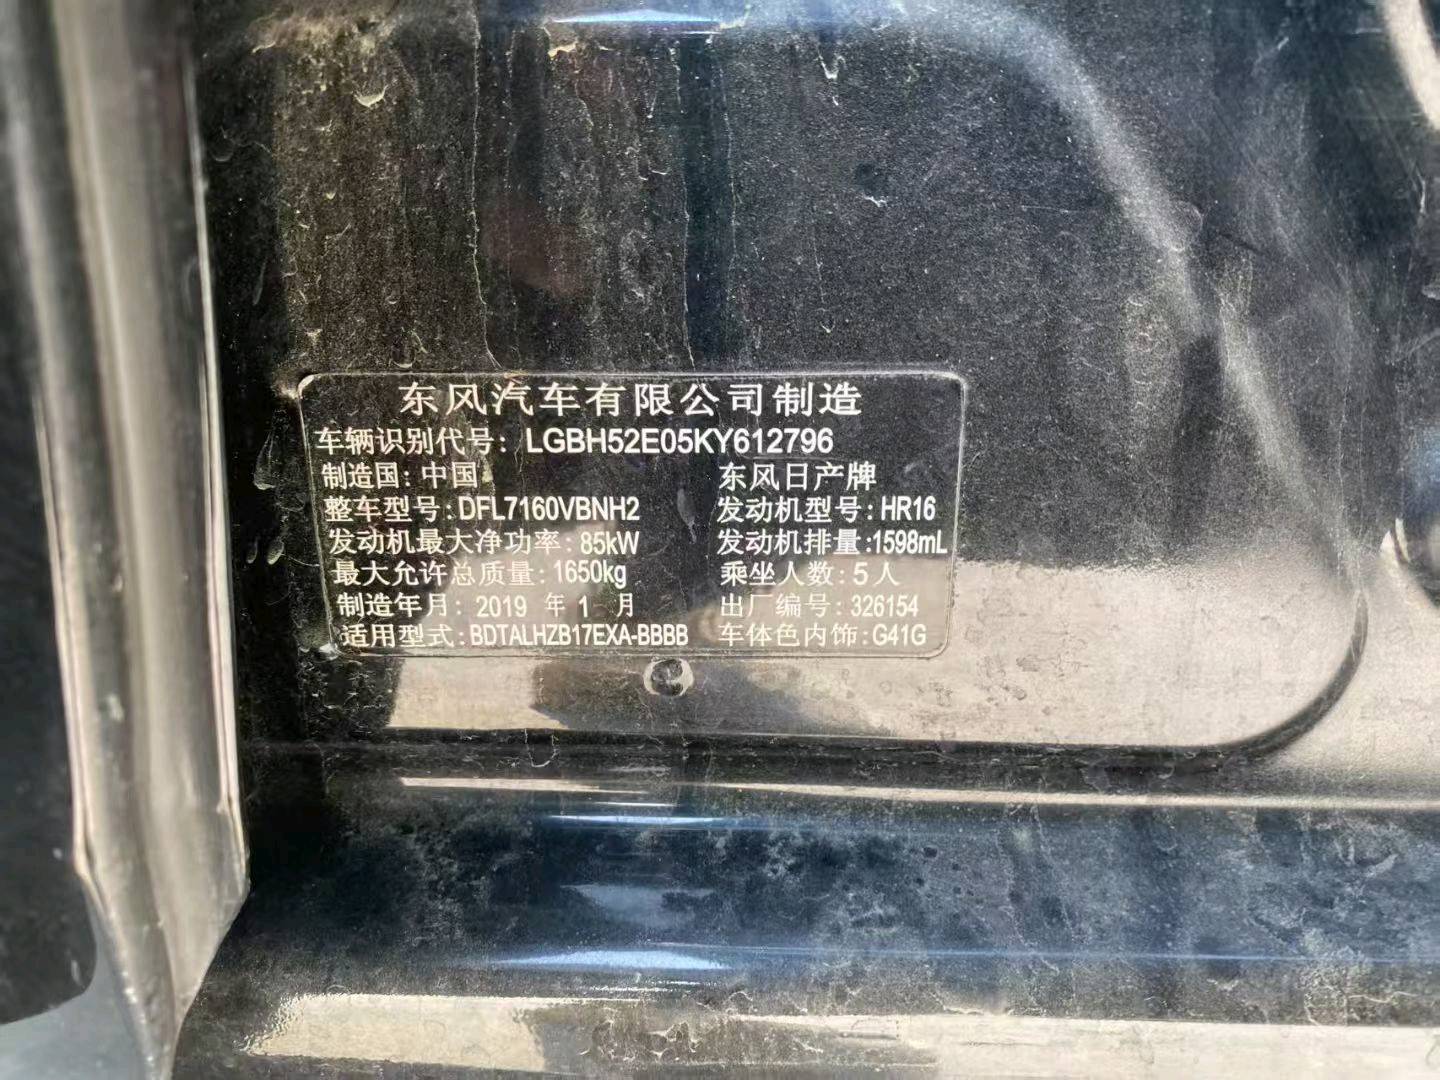 东风汽车有限公司制造
车辆识别代号: LGBH52E05KY612796
制造国: 中国 东风日产牌
整车型号: DFL7160VBNH2 发动机型号: HR16
发动机最大净功率: 85kW 发动机排量: 1598mL
最大允许总质量: 1650kg 乘坐人数: 5人
制造年月: 2019 年 1 月 出厂编号: 326154
适用型式: BDTALHZB17EXA-BBBB 车体色内饰: G41G